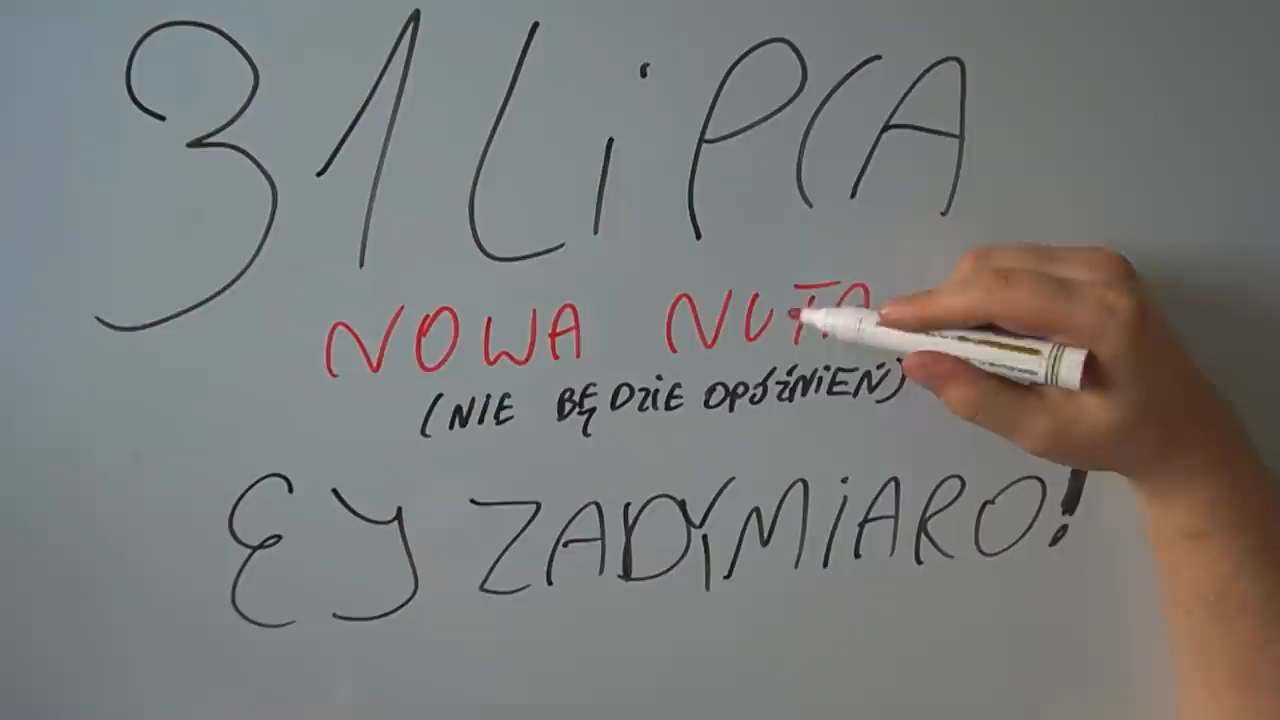 31 LiPCA
NOWA NUTA
(NIE BĘDZiE OPÓŹNiEŃ)
EY ZADYMiARO!